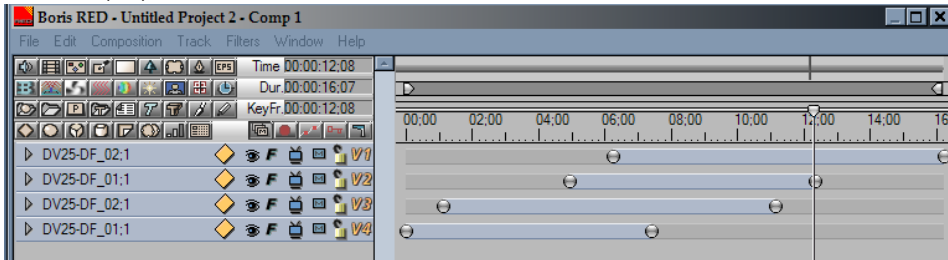 Boris RED - Untitled Project 2 - Comp 1
File Edit Composition Track Filters Window Help
EPS Time 00:00:12;08
Dur. 00:00:16;07
P T KeyFr. 00:00:12;08
00;00 02;00 04;00 06;00 08;00 10;00 12;00 14;00 16
DV25-DF_02;1 F V1
DV25-DF_01;1 F V2
DV25-DF_02;1 F V3
DV25-DF_01;1 F V4